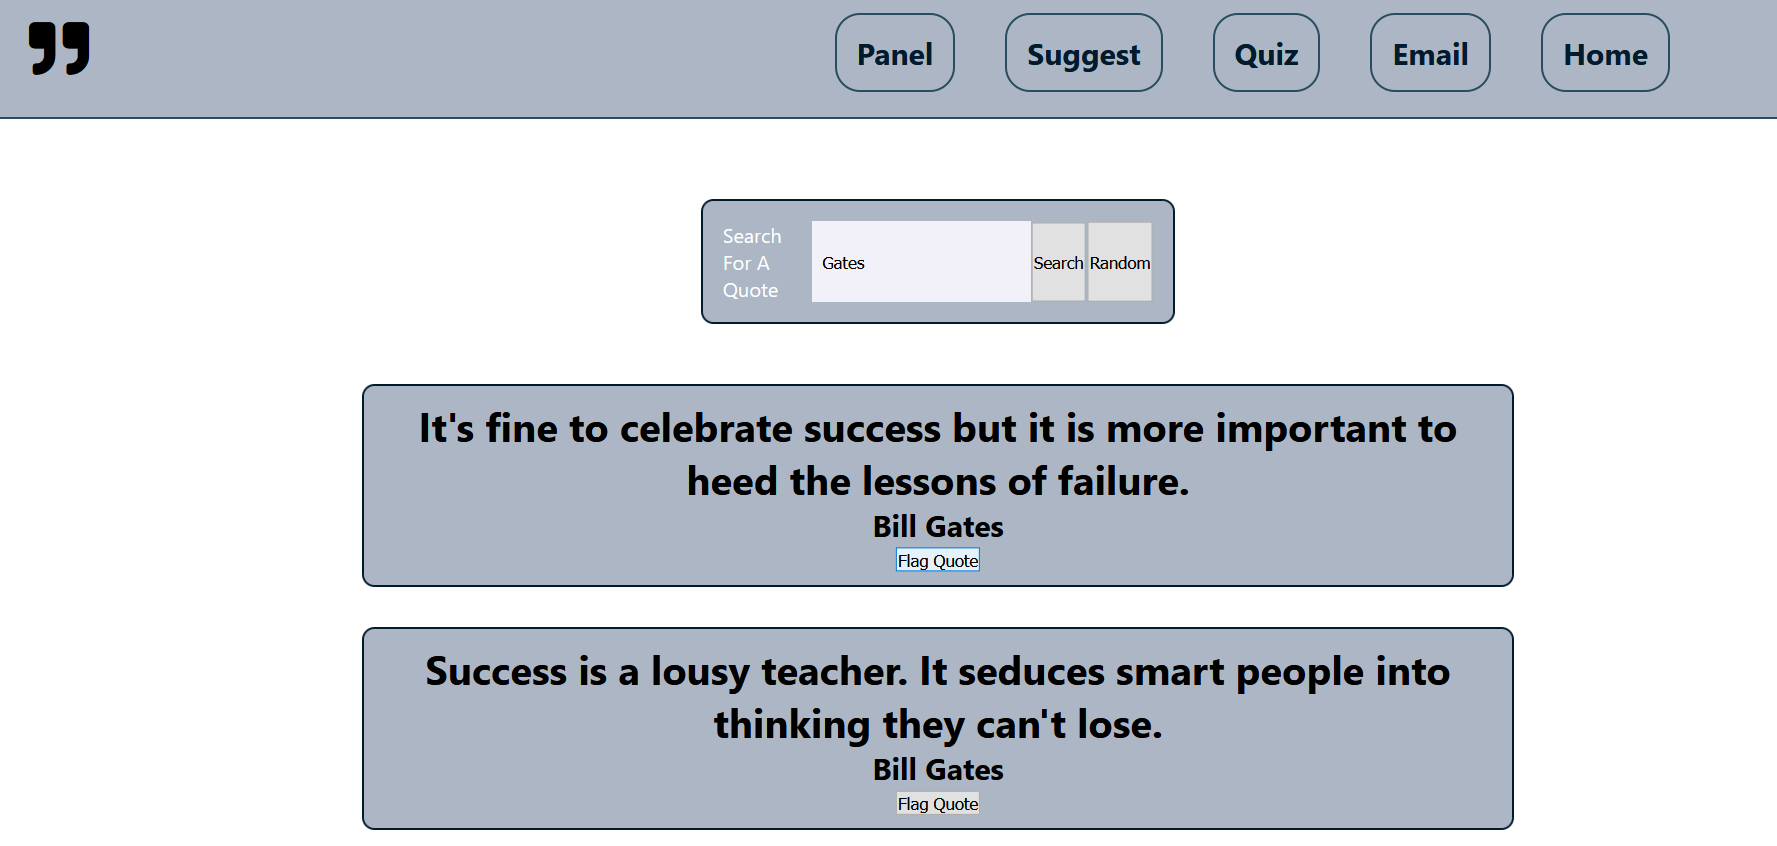 Panel Suggest Quiz Email Home
Search
For A
Quote
Gates Search Random
It's fine to celebrate success but it is more important to
heed the lessons of failure.
Bill Gates
Flag Quote
Success is a lousy teacher. It seduces smart people into
thinking they can't lose.
Bill Gates
Flag Quote